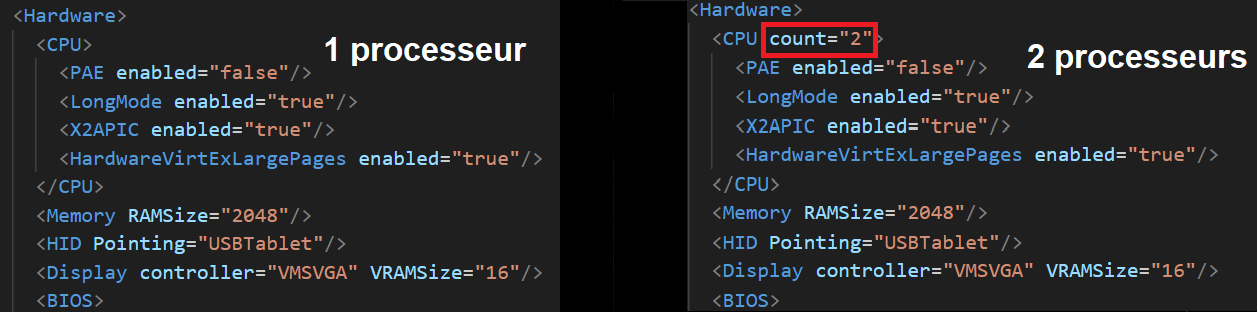 <Hardware>
<CPU>
1 processeur
<PAE enabled="false"/>
<LongMode enabled="true"/>
<X2APIC enabled="true"/>
<HardwareVirtExLargePages enabled="true"/>
</CPU>
<Memory RAMSize="2048"/>
<HID Pointing="USBTablet"/>
<Display controller="VMSVGA" VRAMSize="16"/>
<BIOS>
<Hardware>
<CPU count="2">
2 processeurs
<PAE enabled="false"/>
<LongMode enabled="true"/>
<X2APIC enabled="true"/>
<HardwareVirtExLargePages enabled="true"/>
</CPU>
<Memory RAMSize="2048"/>
<HID Pointing="USBTablet"/>
<Display controller="VMSVGA" VRAMSize="16"/>
<BIOS>